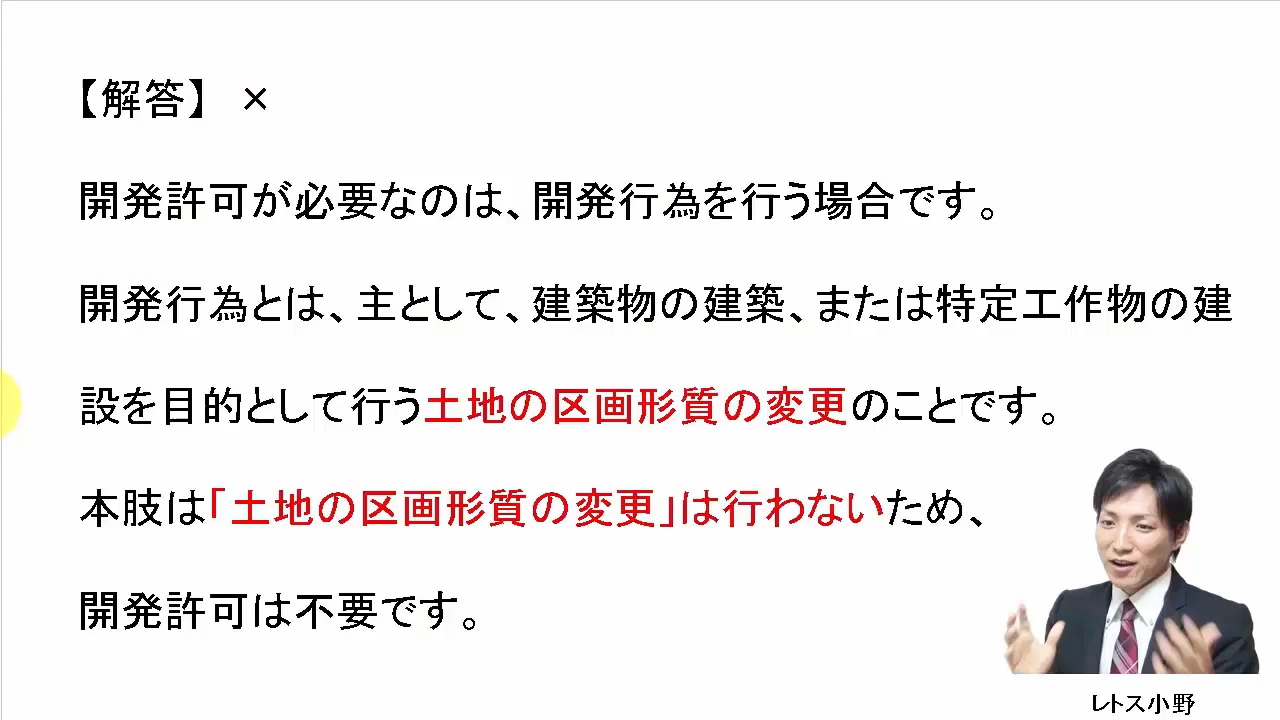 【解答】 ×
開発許可が必要なのは、開発行為を行う場合です。
開発行為とは、主として、建築物の建築、または特定工作物の建
設を目的として行う土地の区画形質の変更のことです。
本肢は「土地の区画形質の変更」は行わないため、
開発許可は不要です。
レトス小野